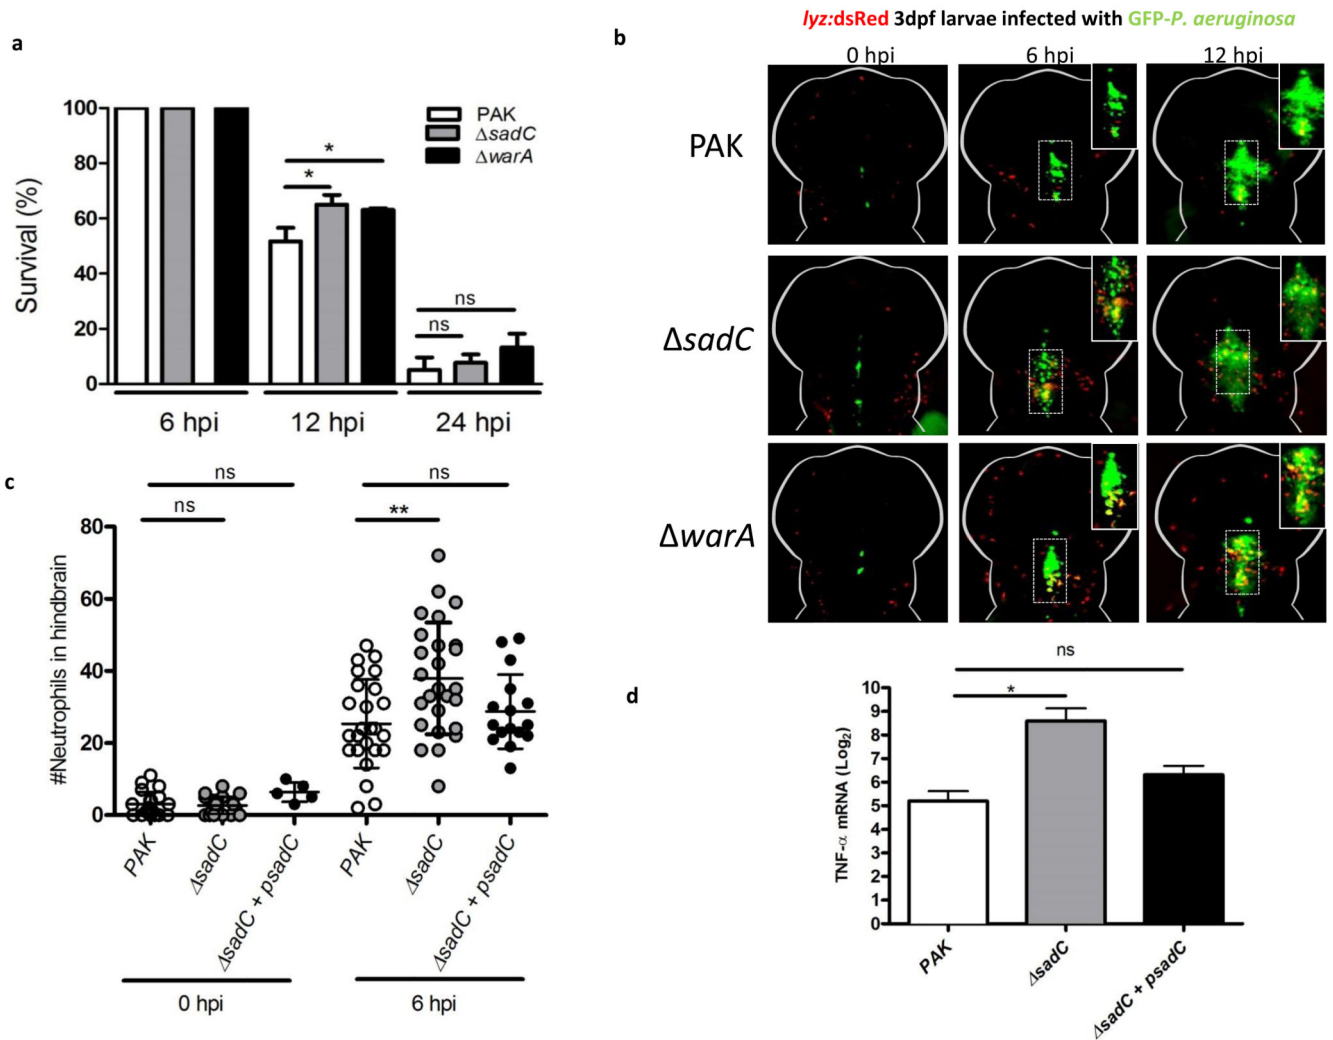 a
Survival (%)
100
80
60
40
20
0
PAK
ΔsadC
ΔwarA
*
*
ns
ns
6 hpi
12 hpi
24 hpi
b
lyz:dsRed 3dpf larvae infected with GFP-P. aeruginosa
0 hpi
6 hpi
12 hpi
PAK
ΔsadC
ΔwarA
c
#Neutrophils in hindbrain
80
60
40
20
0
ns
ns
ns
**
PAK
ΔsadC
ΔsadC + psadC
PAK
ΔsadC
ΔsadC + psadC
0 hpi
6 hpi
d
TNF-α mRNA (Log2)
10
9
8
7
6
5
4
3
2
1
0
ns
*
PAK
ΔsadC
ΔsadC + psadC